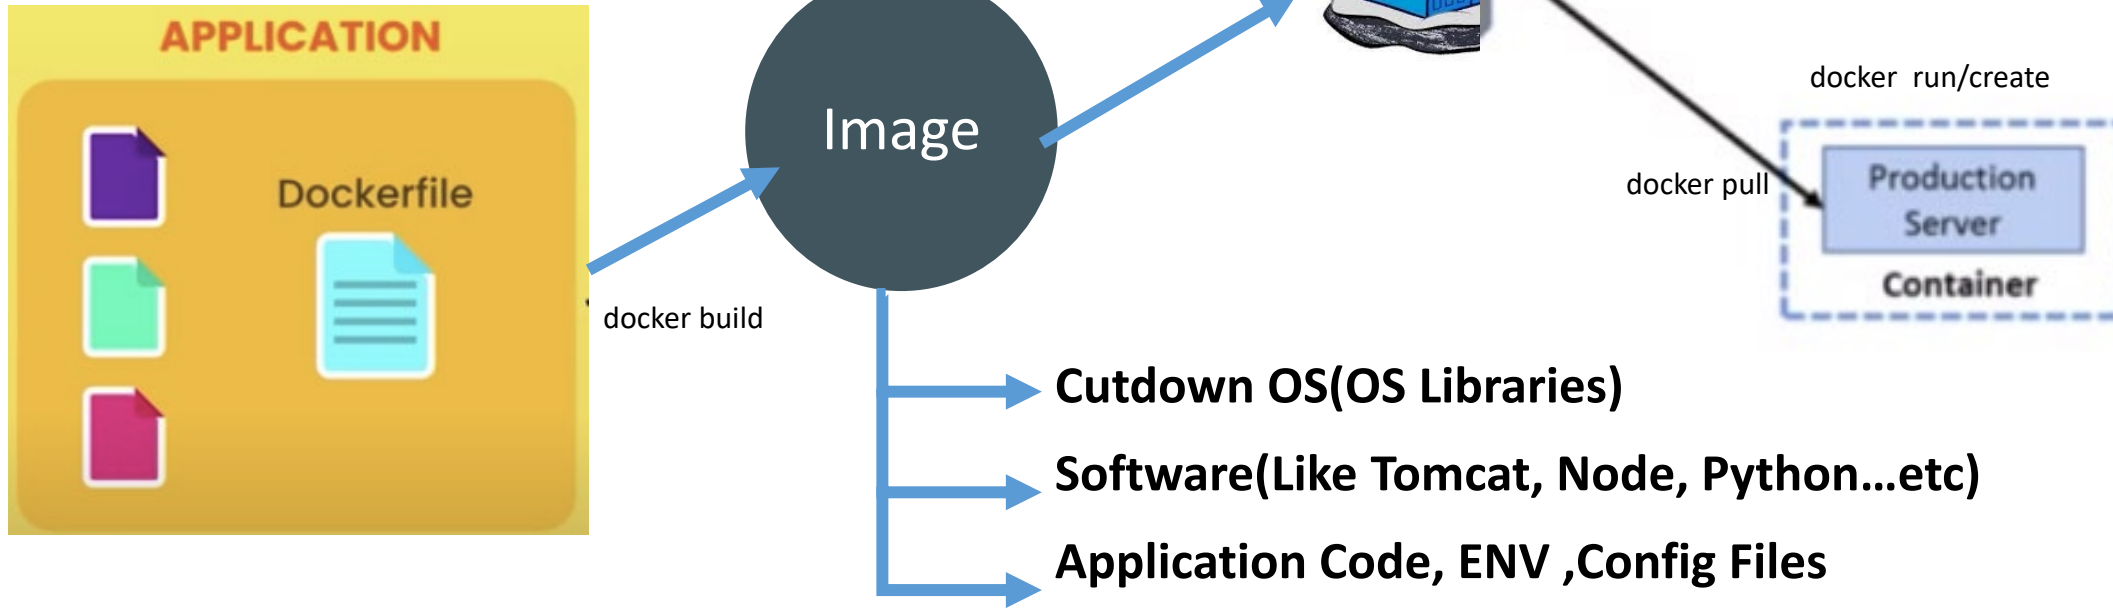 APPLICATION
Dockerfile
docker build
Image
docker run/create
docker pull
Production
Server
Container
Cutdown OS(OS Libraries)
Software(Like Tomcat, Node, Python...etc)
Application Code, ENV ,Config Files